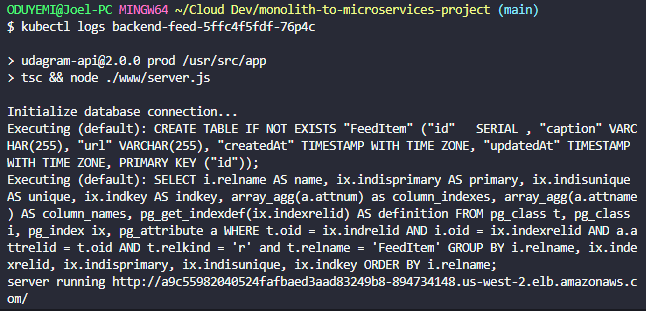 ODUYEMI@Joel-PC MINGW64 ~/Cloud Dev/monolith-to-microservices-project (main)
$ kubectl logs backend-feed-5ffc4f5fdf-76p4c
> udagram-api@2.0.0 prod /usr/src/app
> tsc && node ./www/server.js
Initialize database connection...
Executing (default): CREATE TABLE IF NOT EXISTS "FeedItem" ("id"   SERIAL , "caption" VARC
HAR(255), "url" VARCHAR(255), "createdAt" TIMESTAMP WITH TIME ZONE, "updatedAt" TIMESTAMP
WITH TIME ZONE, PRIMARY KEY ("id"));
Executing (default): SELECT i.relname AS name, ix.indisprimary AS primary, ix.indisunique
AS unique, ix.indkey AS indkey, array_agg(a.attnum) as column_indexes, array_agg(a.attname
) AS column_names, pg_get_indexdef(ix.indexrelid) AS definition FROM pg_class t, pg_class
i, pg_index ix, pg_attribute a WHERE t.oid = ix.indrelid AND i.oid = ix.indexrelid AND a.a
ttrelid = t.oid AND t.relkind = 'r' and t.relname = 'FeedItem' GROUP BY i.relname, ix.inde
xrelid, ix.indisprimary, ix.indisunique, ix.indkey ORDER BY i.relname;
server running http://a9c55982040524fafbaed3aad83249b8-894734148.us-west-2.elb.amazonaws.c
om/